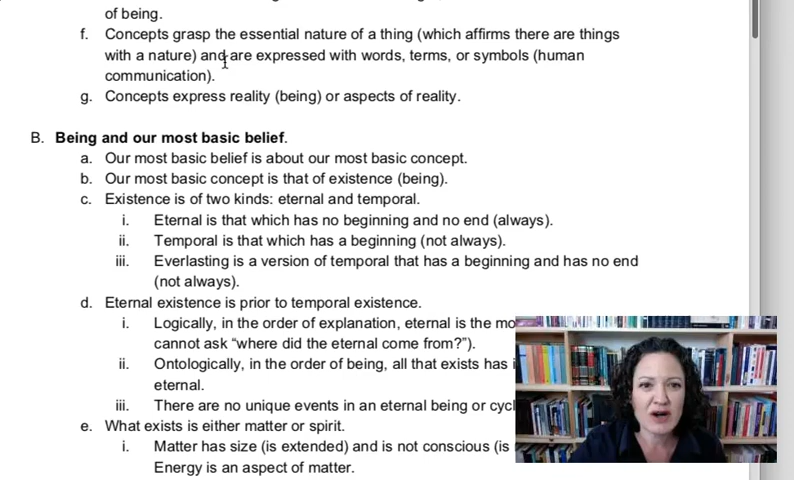 of being.
f. Concepts grasp the essential nature of a thing (which affirms there are things
with a nature) and are expressed with words, terms, or symbols (human
communication).
g. Concepts express reality (being) or aspects of reality.
B. Being and our most basic belief.
a. Our most basic belief is about our most basic concept.
b. Our most basic concept is that of existence (being).
c. Existence is of two kinds: eternal and temporal.
i. Eternal is that which has no beginning and no end (always).
ii. Temporal is that which has a beginning (not always).
iii. Everlasting is a version of temporal that has a beginning and has no end
(not always).
d. Eternal existence is prior to temporal existence.
i. Logically, in the order of explanation, eternal is the
cannot ask “where did the eternal come from?”).
ii. Ontologically, in the order of being, all that exists has
eternal.
iii. There are no unique events in an eternal being or
e. What exists is either matter or spirit.
i. Matter has size (is extended) and is not conscious (is
Energy is an aspect of matter.